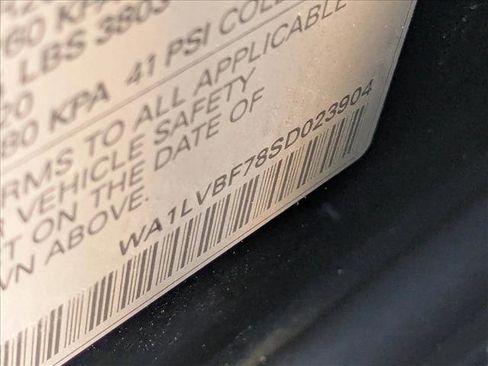 60 KPA
LBS 3803
20
80 KPA 41 PSI COLD
RMS TO ALL APPLICABLE
VEHICLE SAFETY
T ON THE DATE OF
WN ABOVE.
WA1LVBF78SD023904